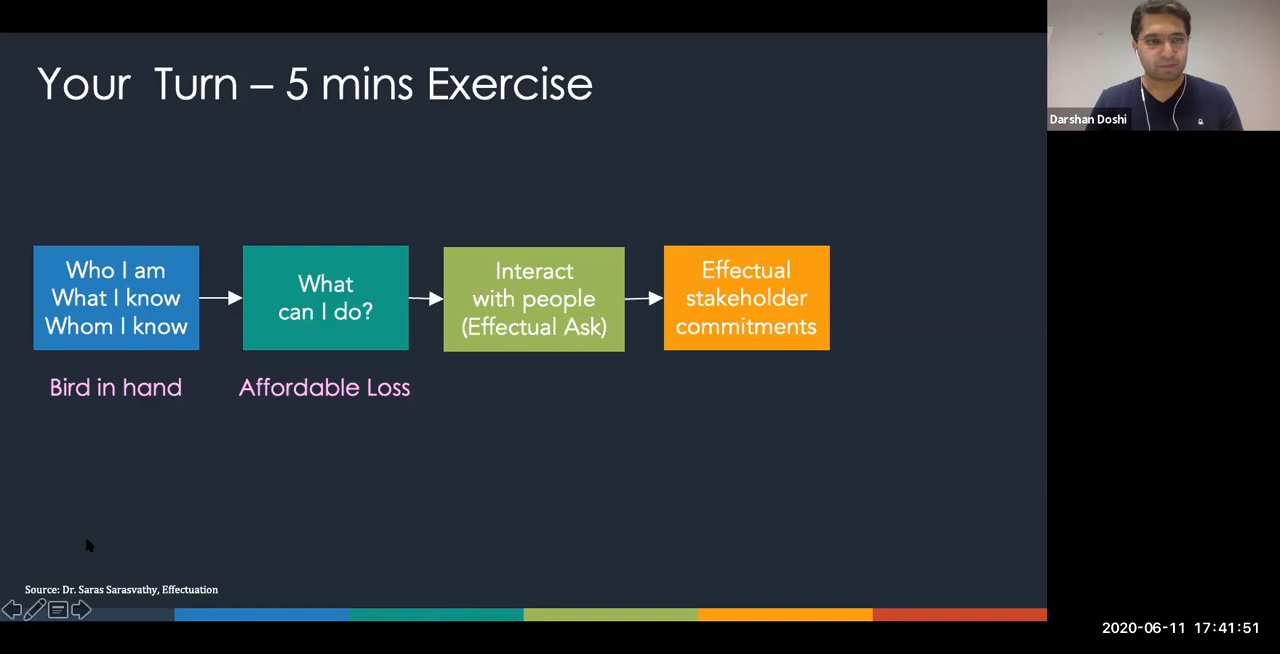 Your Turn – 5 mins Exercise
Darshan Doshi
Who I am
What I know
Whom I know
What
can I do?
Interact
with people
(Effectual Ask)
Effectual
stakeholder
commitments
Bird in hand
Affordable Loss
Source: Dr. Saras Sarasvathy, Effectuation
2020-06-11 17:41:51